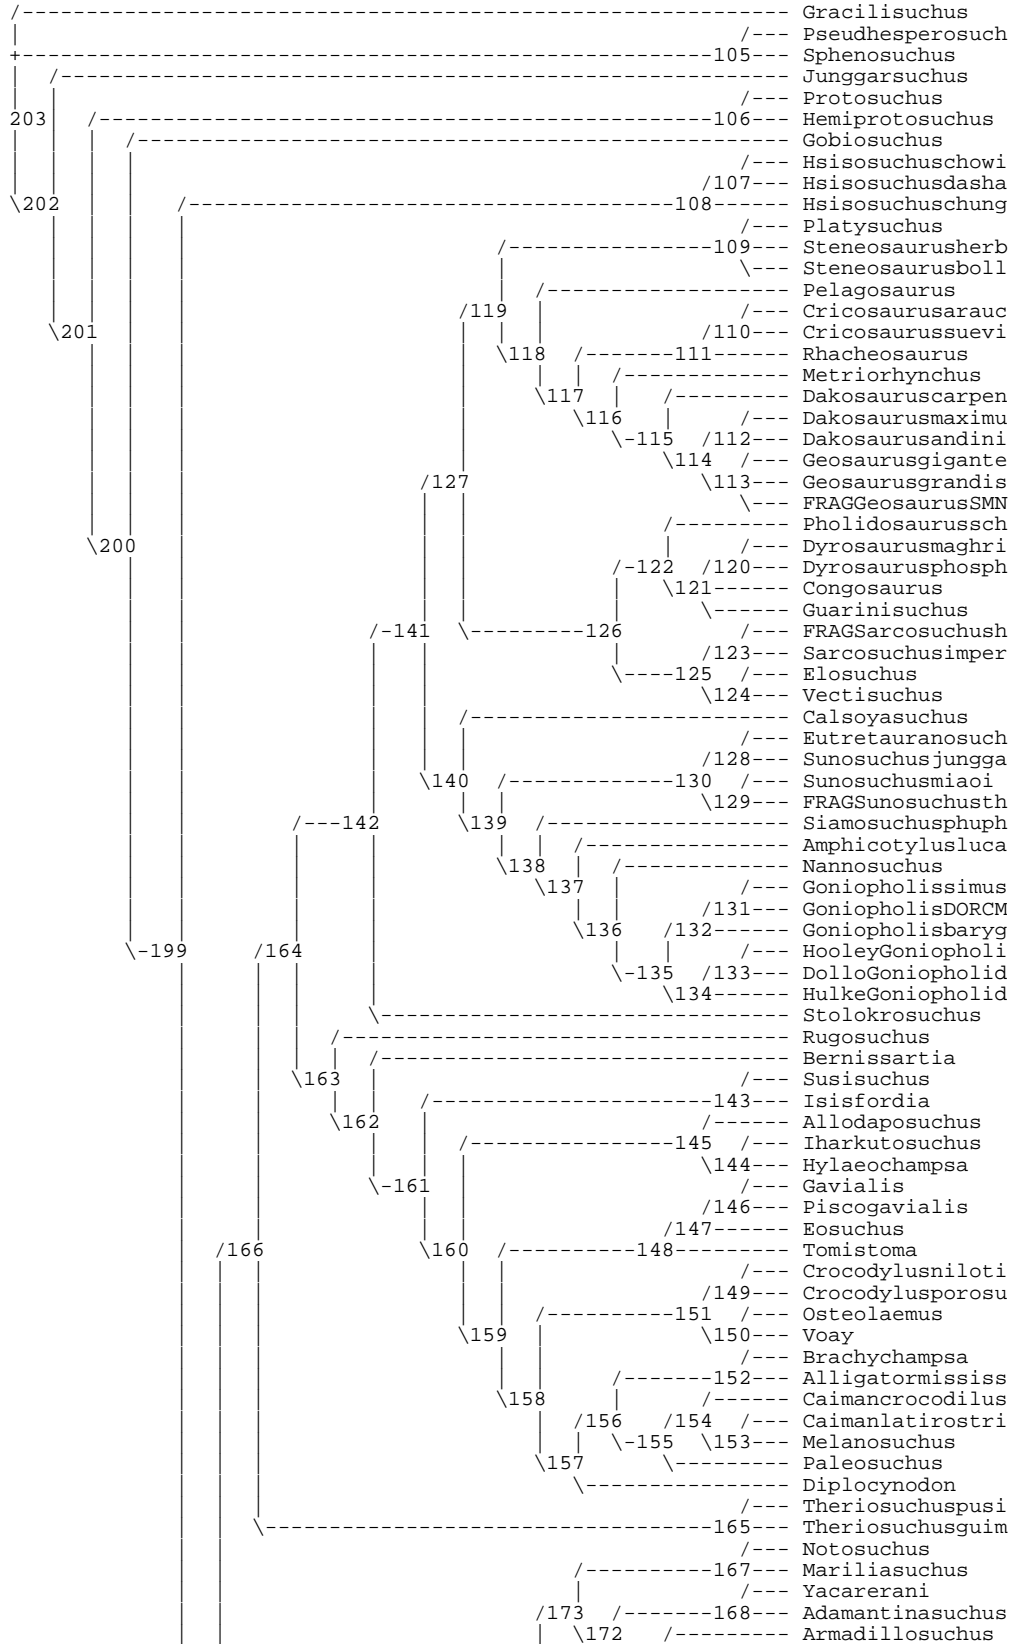 /------------------------------------------------------------ Gracilisuchus
/--- Pseudhesperosuch
+------------------------------------------------------105--- Sphenosuchus
/--------------------------------------------------------- Junggarsuchus
/--- Protosuchus
203 /-------------------------------------------------106--- Hemiprotosuchus
/--------------------------------------------------- Gobiosuchus
/--- Hsisosuchuschowi
/107--- Hsisosuchusdasha
\202 /--------------------------------------108------ Hsisosuchuschung
/--- Platysuchus
/----------------109--- Steneosaurusherb
\--- Steneosaurusboll
/------------------- Pelagosaurus
/119 /--- Cricosaurusarauc
\201 /110--- Cricosaurussuevi
\118 /-------111------ Rhacheosaurus
/------------- Metriorhynchus
\117 /--------- Dakosauruscarpen
\116 /--- Dakosaurusmaximu
\-115 /112--- Dakosaurusandini
\114 /--- Geosaurusgigante
/127 \113--- Geosaurusgrandis
\--- FRAGGeosaurusSMN
/--------- Pholidosaurussch
\200 /--- Dyrosaurusmaghri
/-122 /120--- Dyrosaurusphosph
\121------ Congosaurus
\------ Guarinisuchus
/-141 \---------126 /--- FRAGSarcosuchush
/123--- Sarcosuchusimper
\----125 /--- Elosuchus
\124--- Vectisuchus
/------------------------- Calsoyasuchus
/--- Eutretauranosuch
/128--- Sunosuchusjungga
\140 /-------------130 /--- Sunosuchusmiaoi
\129--- FRAGSunosuchusth
/---142 \139 /------------------- Siamosuchusphuph
/---------------- Amphicotylusluca
\138 /------------- Nannosuchus
\137 /--- Goniopholissimus
/131--- GoniopholisDORCM
\136 /132------ Goniopholisbaryg
\-199 /164 /--- HooleyGoniopholi
\-135 /133--- DolloGoniopholid
\134------ HulkeGoniopholid
\-------------------------------- Stolokrosuchus
/----------------------------------- Rugosuchus
/-------------------------------- Bernissartia
\163 /--- Susisuchus
/----------------------143--- Isisfordia
\162 /------ Allodaposuchus
/------------------145 /--- Iharkutosuchus
\144--- Hylaeochampsa
\-161 /--- Gavialis
/146--- Piscogavialis
/147------ Eosuchus
/166 \160 /----------148--------- Tomistoma
/--- Crocodylusniloti
/149--- Crocodylusporosu
/----------151 /--- Osteolaemus
\159 \150--- Voay
/--- Brachychampsa
/-------152--- Alligatormississ
\158 /------ Caimancrocodilus
/156 /154 /--- Caimanlatirostri
\-155 \153--- Melanosuchus
\157 \--------- Paleosuchus
\---------------- Diplocynodon
/--- Theriosuchuspusi
\-----------------------------------165--- Theriosuchusguim
/--- Notosuchus
/----------167--- Mariliasuchus
/--- Yacarerani
/173 /-------168--- Adamantinasuchus
\172 /--------- Armadillosuchus